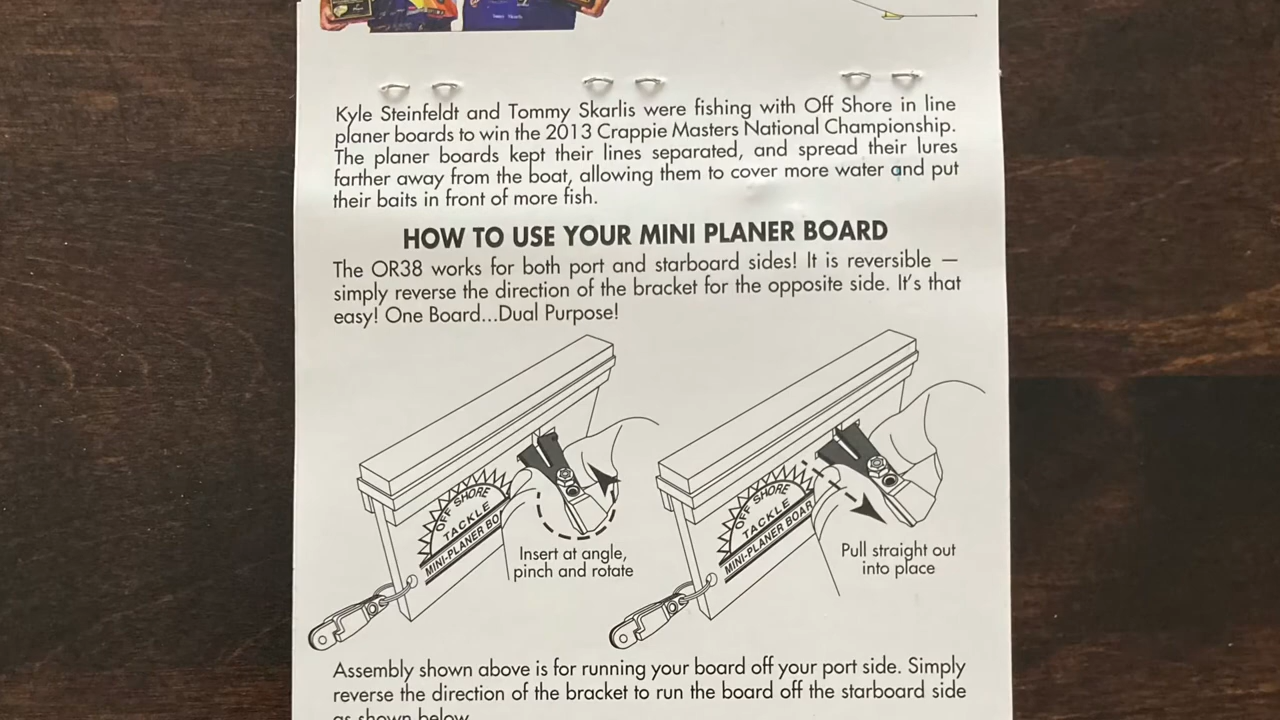 Kyle Steinfeldt and Tommy Skarlis were fishing with Off Shore in line
planer boards to win the 2013 Crappie Masters National Championship.
The planer boards kept their lines separated, and spread their lures
farther away from the boat, allowing them to cover more water and put
their baits in front of more fish.
HOW TO USE YOUR MINI PLANER BOARD
The OR38 works for both port and starboard sides! It is reversible —
simply reverse the direction of the bracket for the opposite side. It's that
easy! One Board...Dual Purpose!
OFF SHORE
TACKLE
MINI-PLANER BO
Insert at angle,
pinch and rotate
OFF SHORE
TACKLE
MINI-PLANER BOAR
Pull straight out
into place
Assembly shown above is for running your board off your port side. Simply
reverse the direction of the bracket to run the board off the starboard side
as shown below